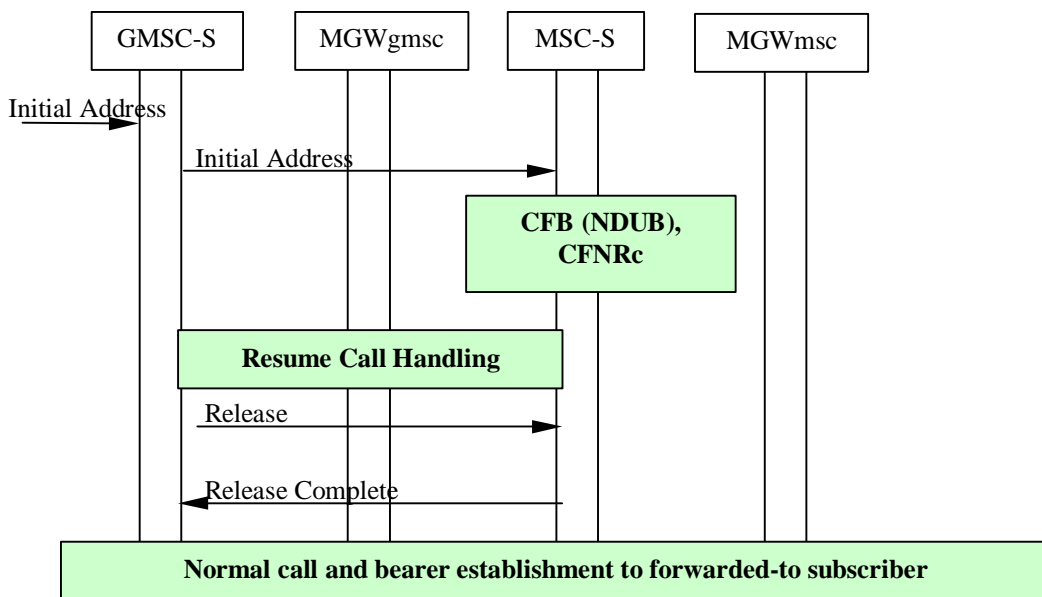 GMSC-S
MGWgmsc
MSC-S
MGWmsc
Initial Address
Initial Address
CFB (NDUB),
CFNRc
Resume Call Handling
Release
Release Complete
Normal call and bearer establishment to forwarded-to subscriber